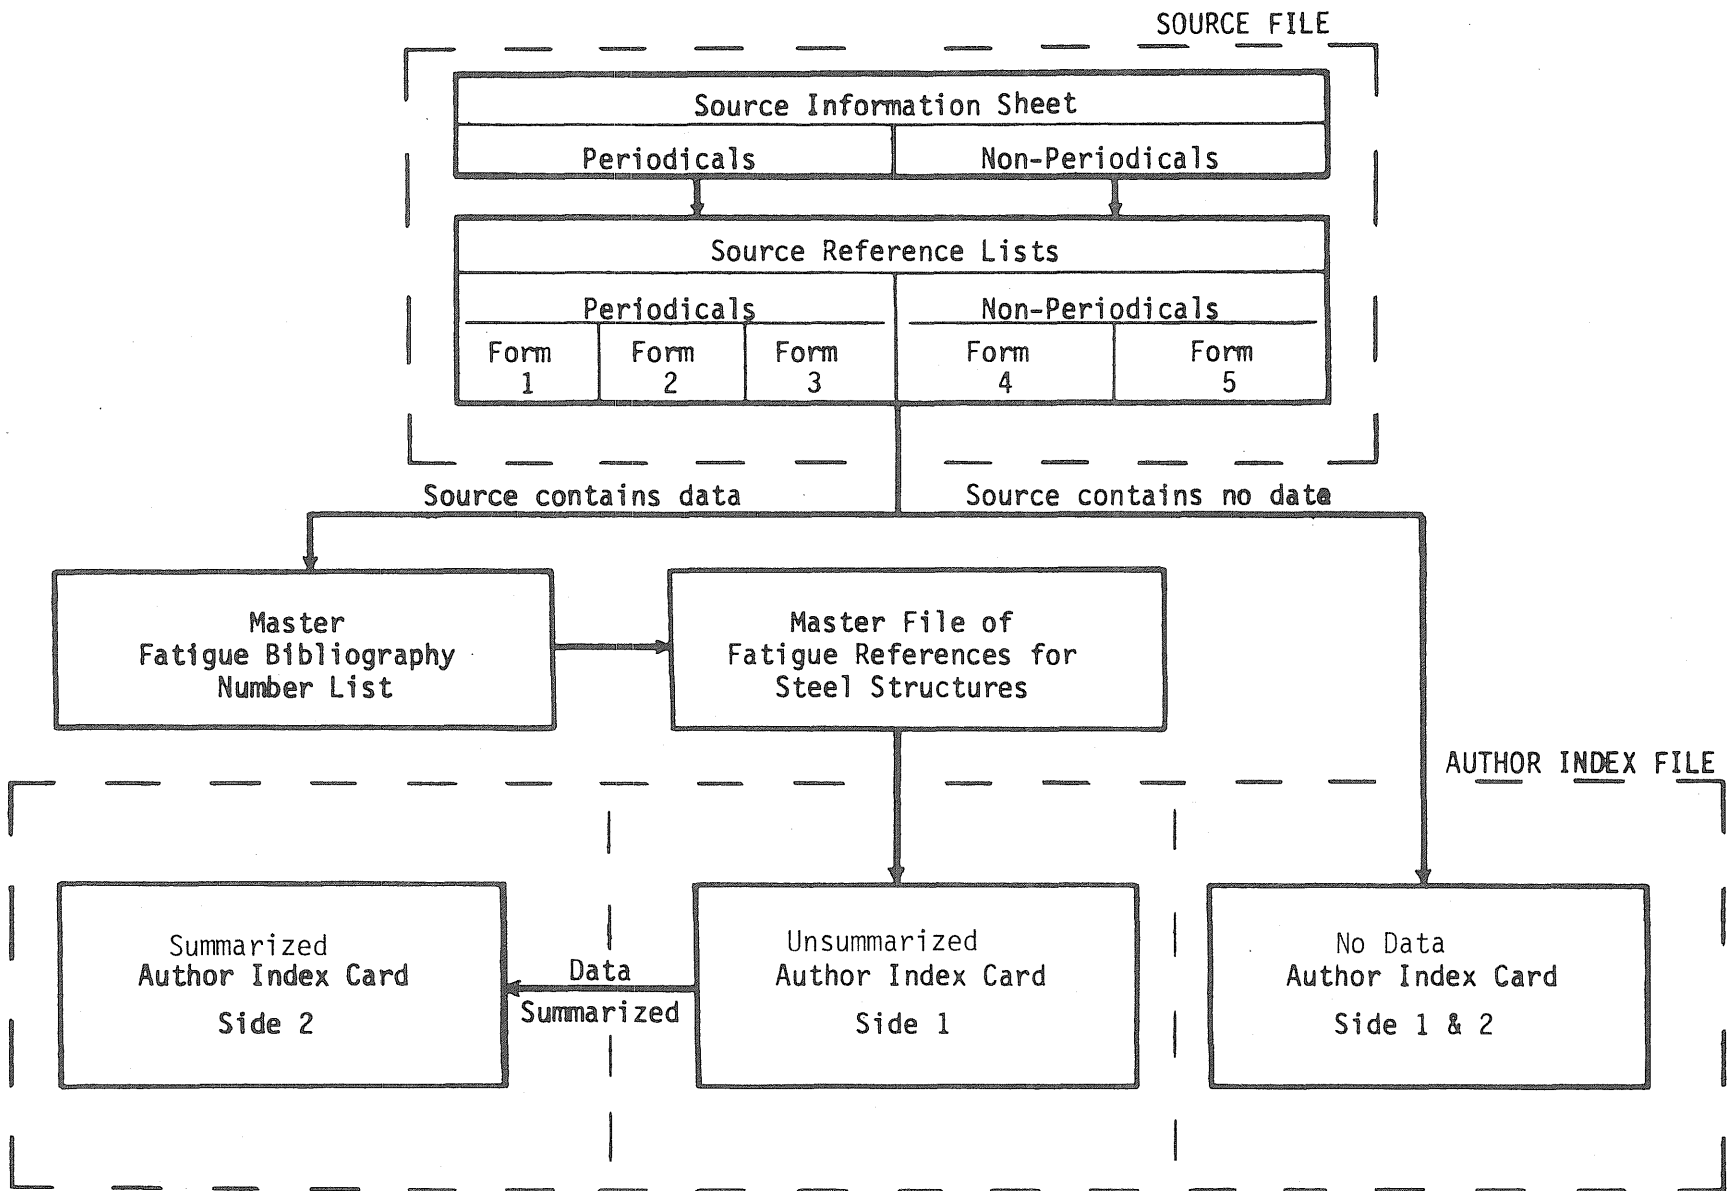 SOURCE FILE
Source Information Sheet
Periodicals
Non-Periodicals
Source Reference Lists
Periodicals
Non-Periodicals
Form
1
Form
2
Form
3
Form
4
Form
5
Source contains data
Source contains no date
Master
Fatigue Bibliography
Number List
Master File of
Fatigue References for
Steel Structures
AUTHOR INDEX FILE
Summarized
Author Index Card
Side 2
Data
Summarized
Unsummarized
Author Index Card
Side 1
No Data
Author Index Card
Side 1 & 2